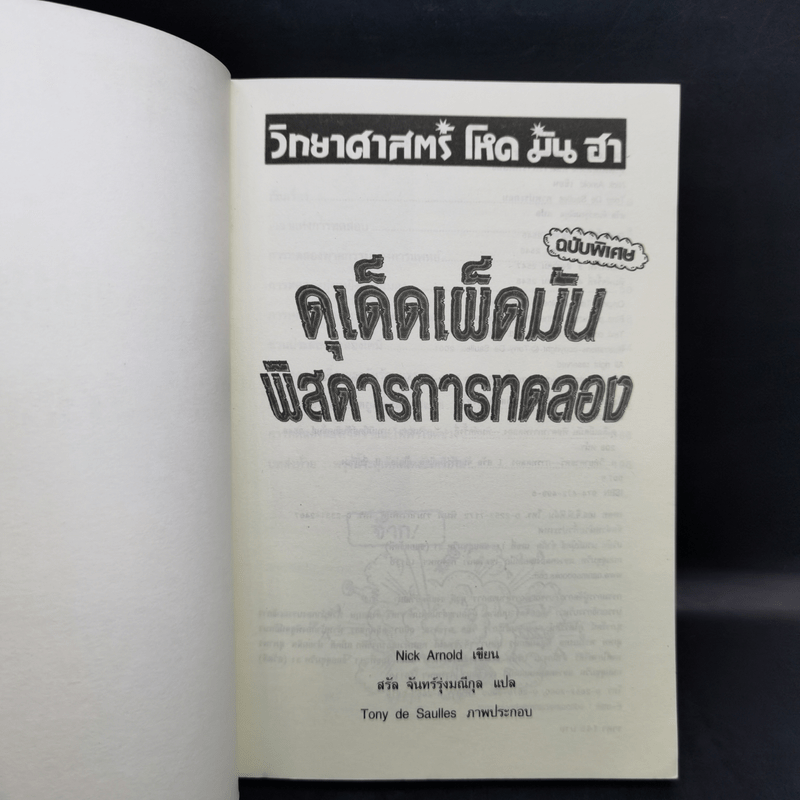 วิทยาศาสตร์ โหด มัน ฮา
ฉบับพิเศษ
ดุเด็ดเผ็ดมัน
พิสดารการทดลอง
Nick Arnold เขียน
สรัล จันทร์รุ่งมณีกุล แปล
Tony de Saulles ภาพประกอบ